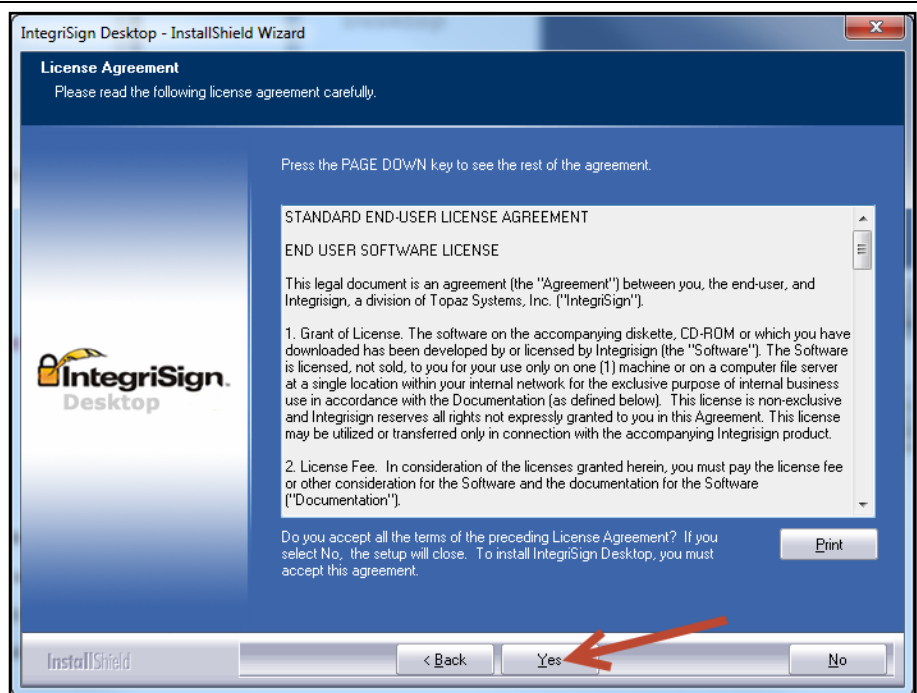 IntegriSign Desktop - InstallShield Wizard
X
License Agreement
Please read the following license agreement carefully.
Press the PAGE DOWN key to see the rest of the agreement.
STANDARD END-USER LICENSE AGREEMENT
END USER SOFTWARE LICENSE
This legal document is an agreement (the "Agreement") between you, the end-user, and
Integrisign, a division of Topaz Systems, Inc. ("IntegriSign").
1. Grant of License. The software on the accompanying diskette, CD-ROM or which you have
downloaded has been developed by or licensed by Integrisign (the "Software"). The Software
is licensed, not sold, to you for your use only on one (1) machine or on a computer file server
at a single location within your internal network for the exclusive purpose of internal business
use in accordance with the Documentation (as defined below). This license is non-exclusive
and Integrisign reserves all rights not expressly granted to you in this Agreement. This license
may be utilized or transferred only in connection with the accompanying Integrisign product.
2. License Fee. In consideration of the licenses granted herein, you must pay the license fee
or other consideration for the Software and the documentation for the Software
("Documentation").
IntegriSign.
Desktop
Do you accept all the terms of the preceding License Agreement? If you
select No, the setup will close. To install IntegriSign Desktop, you must
accept this agreement.
Print
InstallShield
< Back
Yes
No